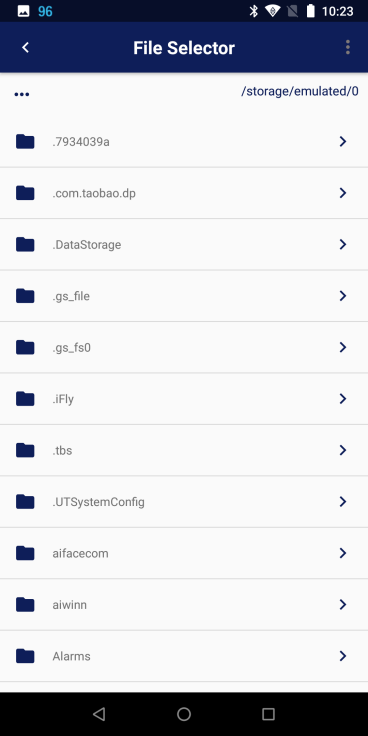 96
10:23
File Selector
...
/storage/emulated/0
.7934039a
.com.taobao.dp
.DataStorage
.gs_file
.gs_fs0
.iFly
.tbs
.UTSystemConfig
aifacecom
aiwinn
Alarms